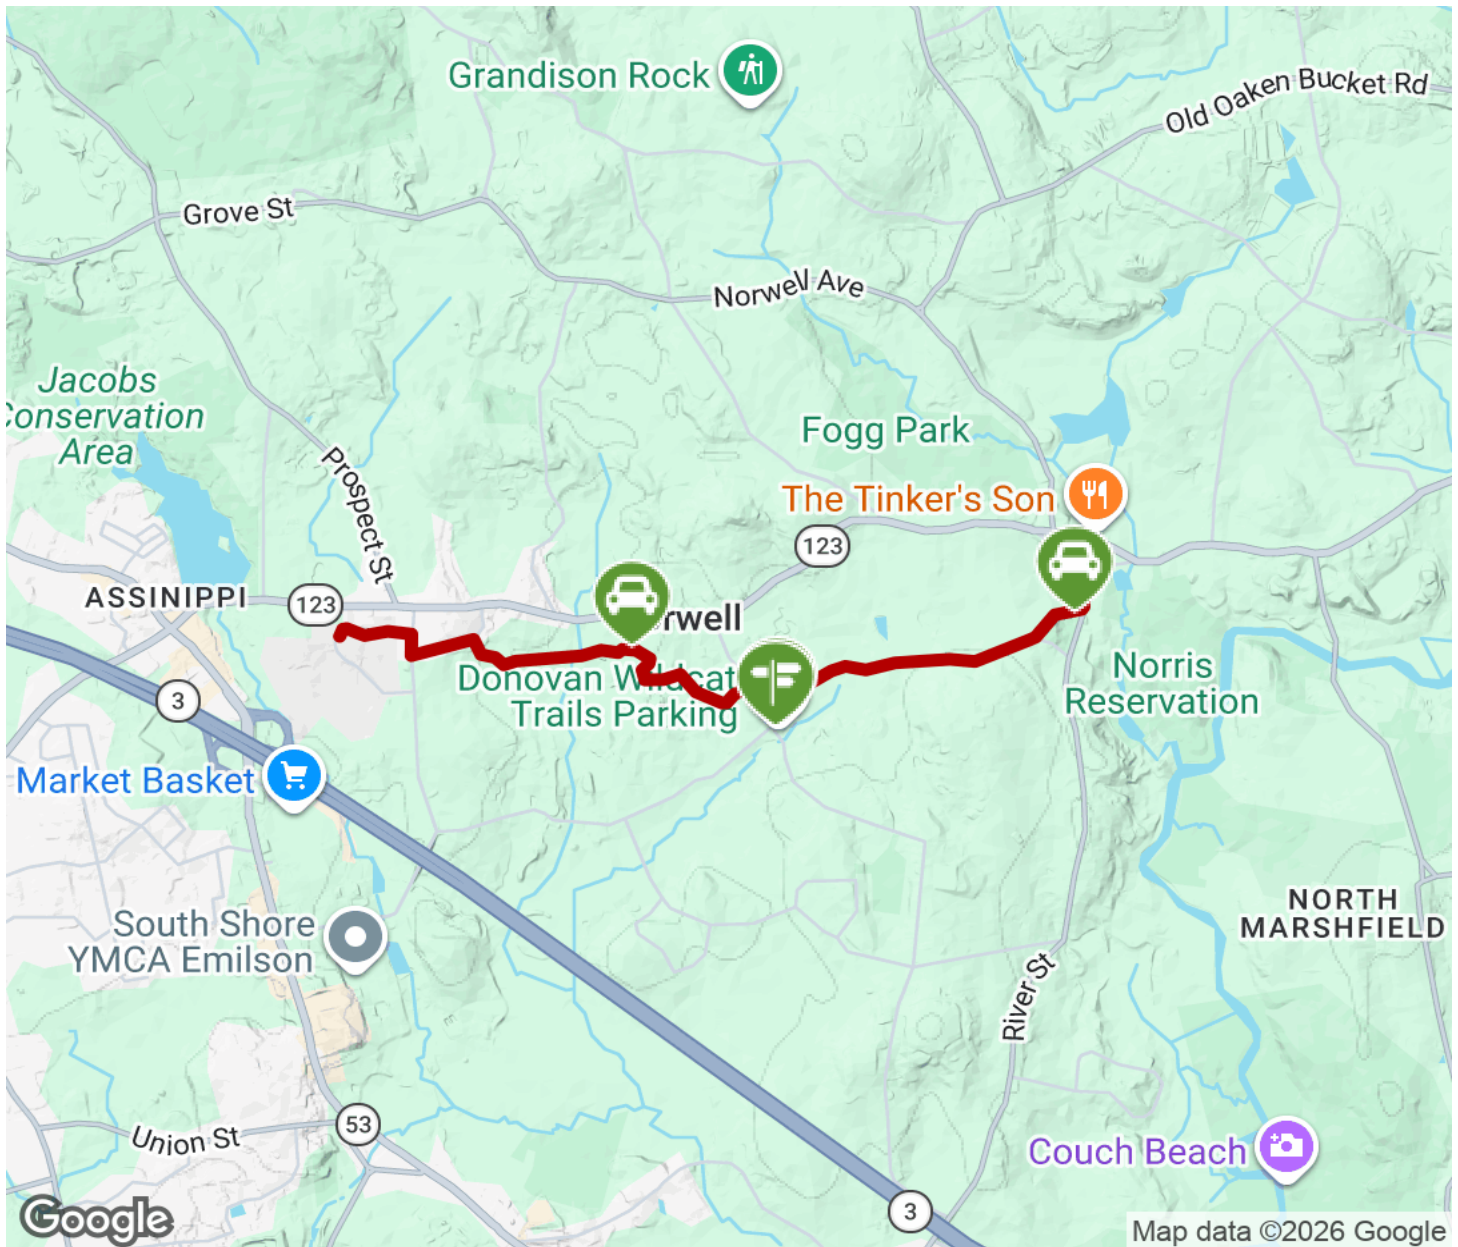 Grandison Rock
Old Oaken Bucket Rd
Grove St
Norwell Ave
Jacobs
Conservation
Area
Fogg Park
Prospect St
The Tinker's Son
123
ASSINIPPI
123
rwell
Donovan Wildcat
Trails Parking
Norris
Reservation
3
Market Basket
NORTH
MARSHFIELD
South Shore
YMCA Emilson
River St
53
Union St
Couch Beach
3
Google
Map data ©2026 Google